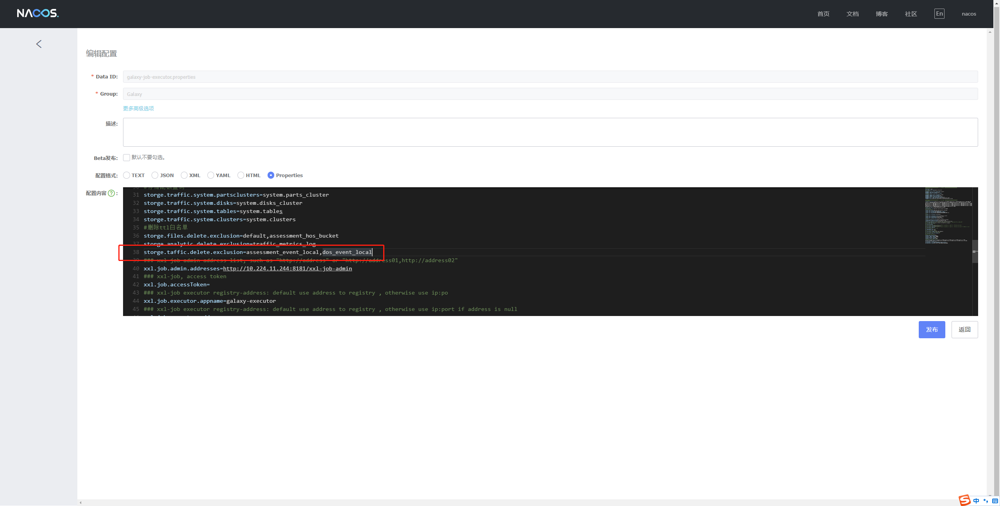 NACOS.
首页 文档 博客 社区 En nacos
编辑配置
* Data ID: galaxy-job-executor.properties
* Group: Galaxy
更多高级选项
描述:
Beta发布: 默认不要勾选。
配置格式: TEXT JSON XML YAML HTML Properties
配置内容 ? :
30 #存储配额查询
31 storge.traffic.system.partsclusters=system.parts_cluster
32 storge.traffic.system.disks=system.disks_cluster
33 storge.traffic.system.tables=system.tables
34 storge.traffic.system.clusters=system.clusters
35 #删除ttl白名单
36 storge.files.delete.exclusion=default,assessment_hos_bucket
37 storge.analytic.delete.exclusion=traffic_metrics_log
38 storge.taffic.delete.exclusion=assessment_event_local,dos_event_local
39 ### xxl-job admin address list, such as "http://address" or "http://address01,http://address02"
40 xxl.job.admin.addresses=http://10.224.11.244:8181/xxl-job-admin
41 ### xxl-job, access token
42 xxl.job.accessToken=
43 ### xxl-job executor registry-address: default use address to registry , otherwise use ip:po
44 xxl.job.executor.appname=galaxy-executor
45 ### xxl-job executor registry-address: default use address to registry , otherwise use ip:port if address is null
发布 返回
中